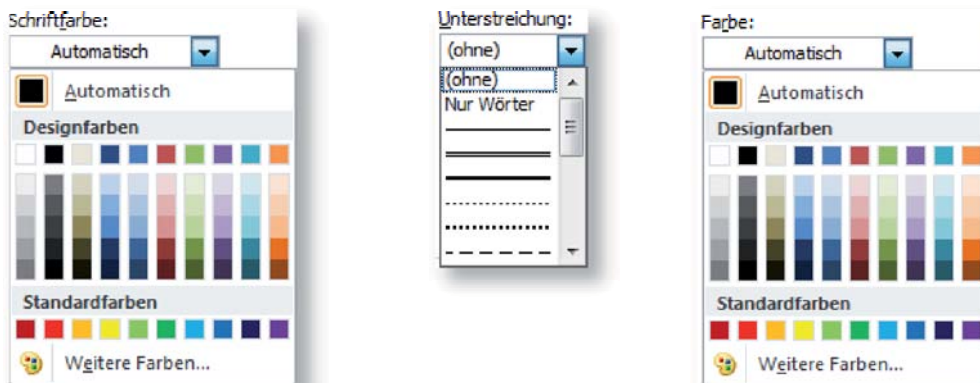 Schriftfarbe:
Automatisch
Automatisch
Designfarben
Standardfarben
Weitere Farben...
Unterstreichung:
(ohne)
(ohne)
Nur Wörter
Farbe:
Automatisch
Automatisch
Designfarben
Standardfarben
Weitere Farben...